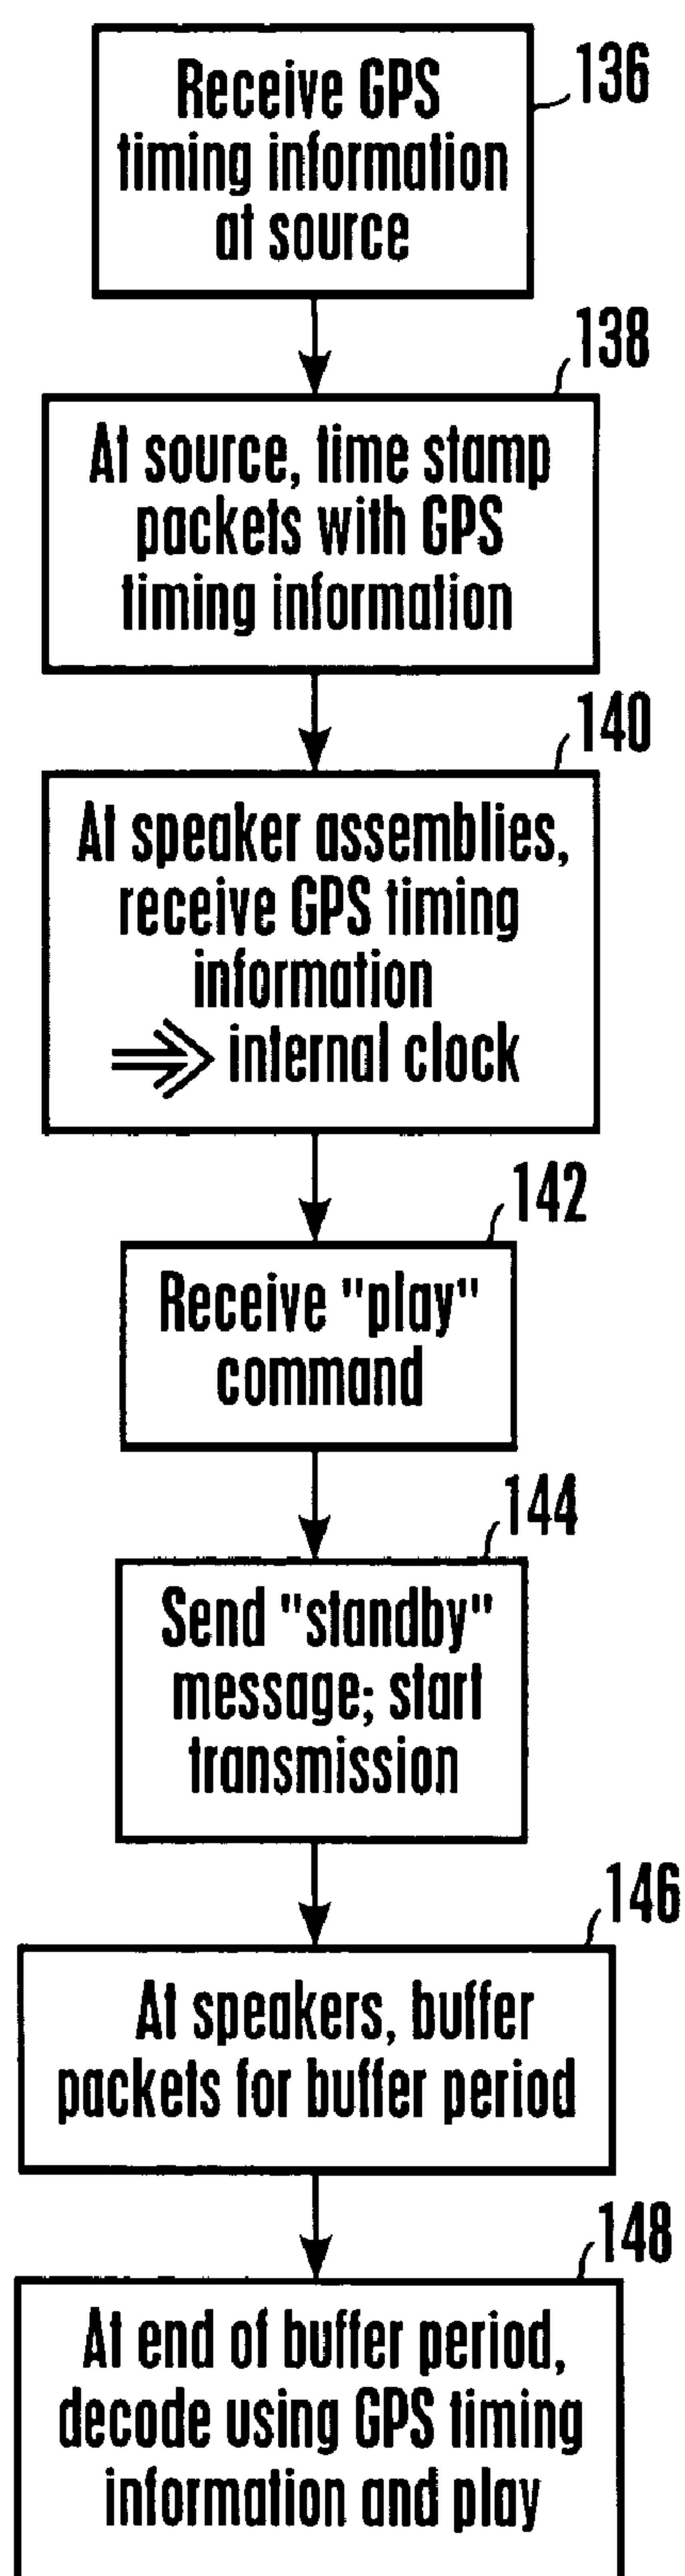 Receive GPS
136
timing information
at source
138
At source, time stamp
packets with GPS
timing information
140
At speaker assemblies,
receive GPS timing
information
⇒ internal clock
142
Receive "play"
command
144
Send "standby"
message; start
transmission
146
At speakers, buffer
packets for buffer period
148
At end of buffer period,
decode using GPS timing
information and play